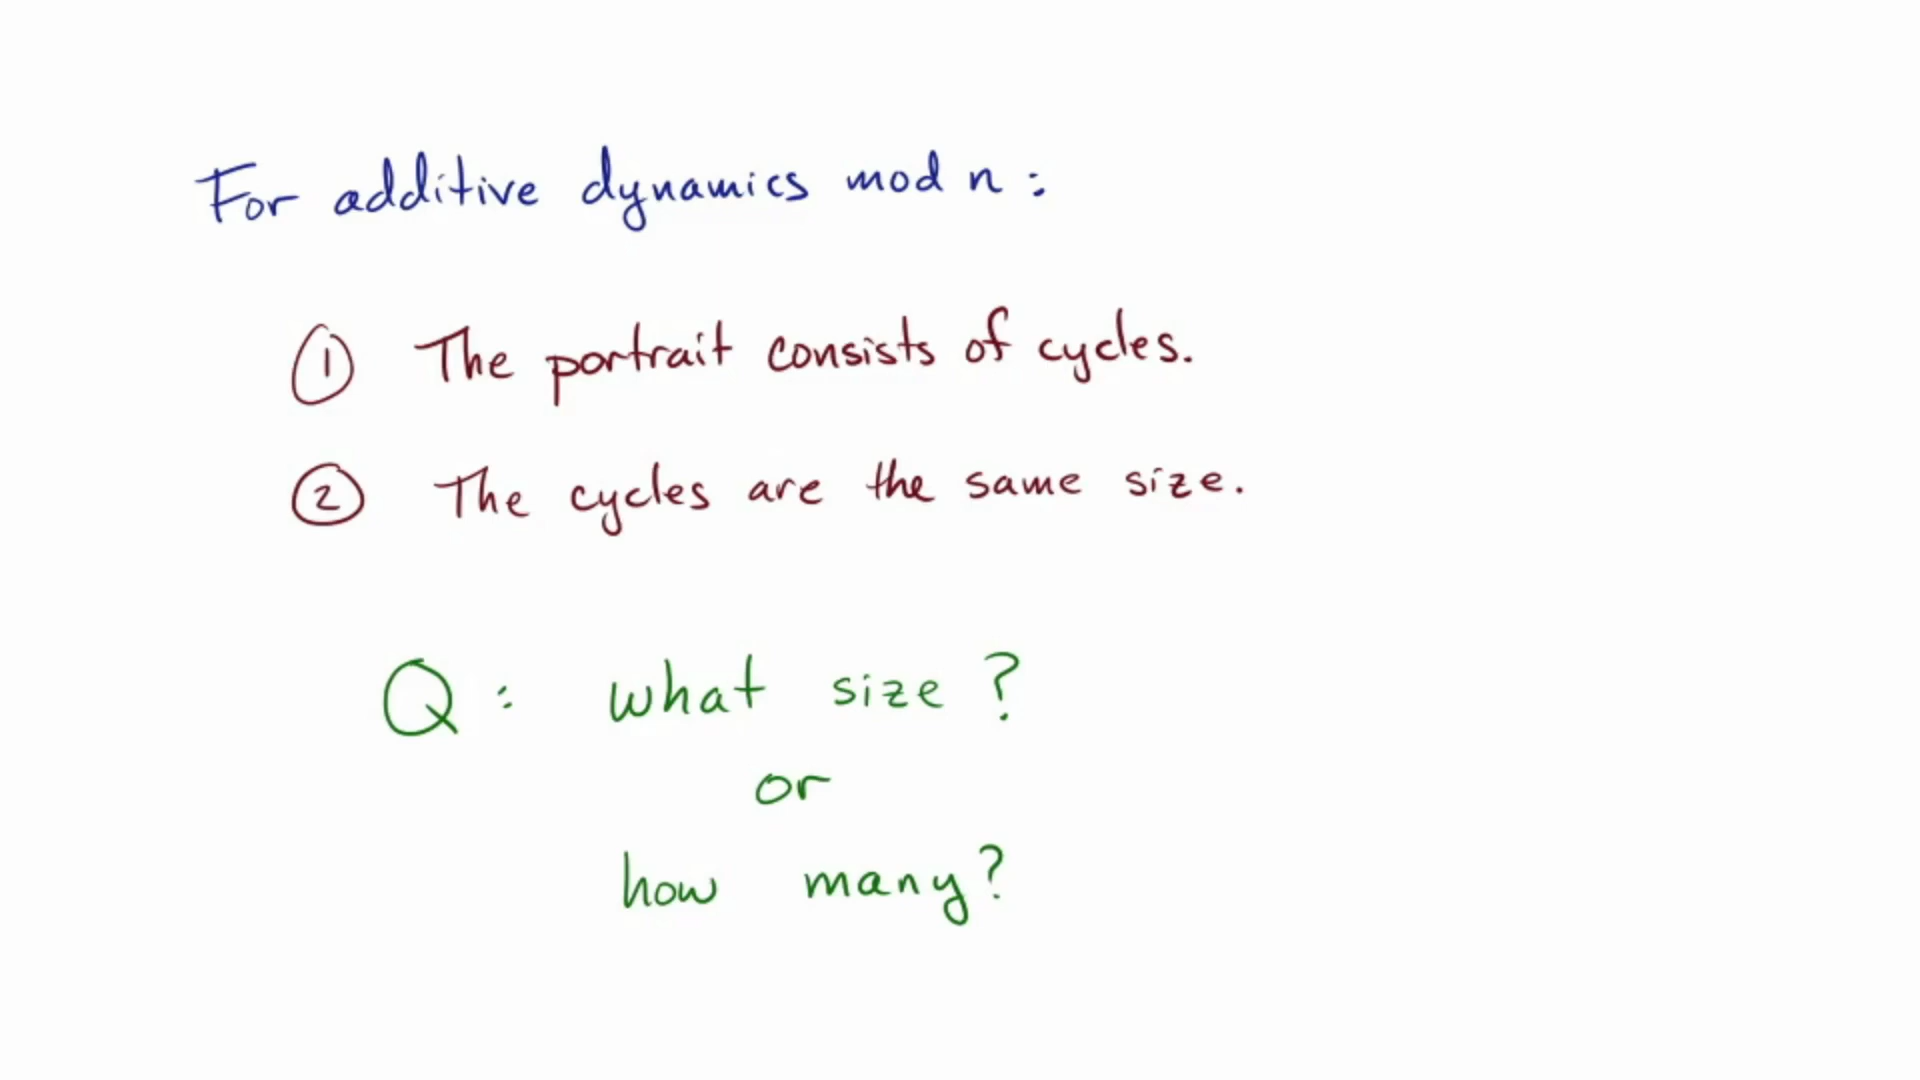 For additive dynamics mod n:
① The portrait consists of cycles.
② The cycles are the same size.
Q: what size?
or
how many?